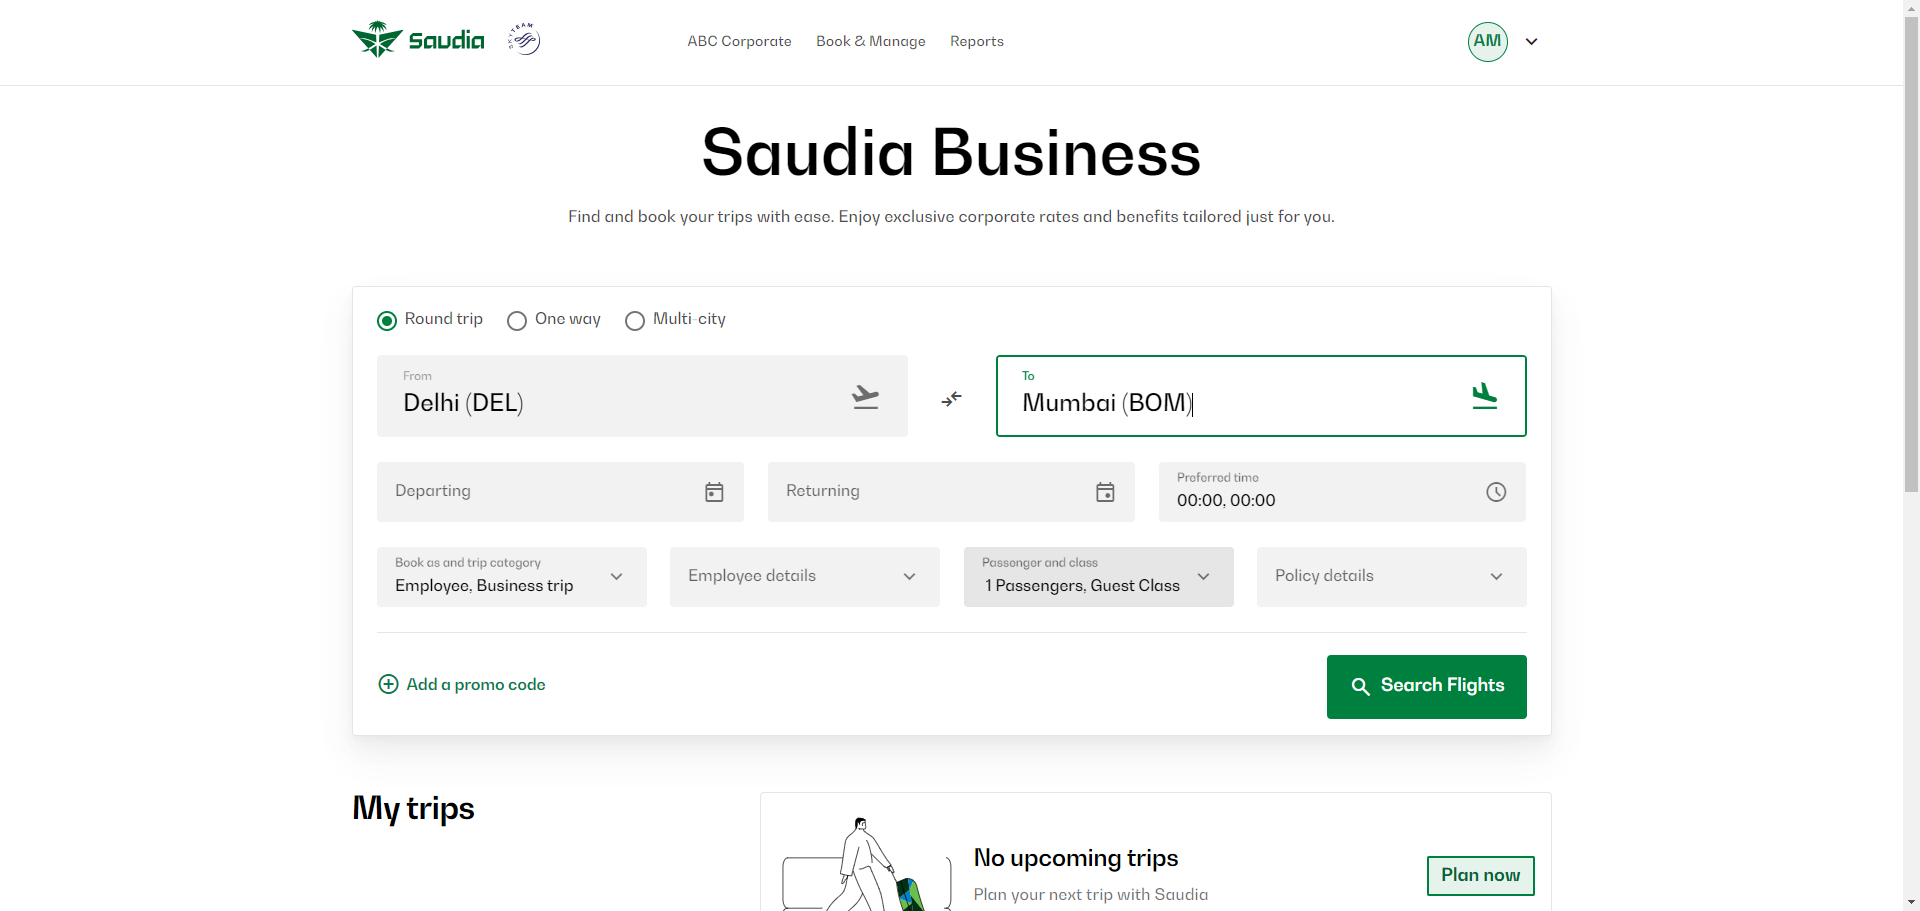 Saudia
SKYTEAM
ABC Corporate
Book & Manage
Reports
AM
Saudia Business
Find and book your trips with ease. Enjoy exclusive corporate rates and benefits tailored just for you.
Round trip
One way
Multi-city
From
Delhi (DEL)
To
Mumbai (BOM)
Departing
Returning
Preferred time
00:00, 00:00
Book as and trip category
Employee, Business trip
Employee details
Passenger and class
1 Passengers, Guest Class
Policy details
Add a promo code
Search Flights
My trips
No upcoming trips
Plan your next trip with Saudia
Plan now